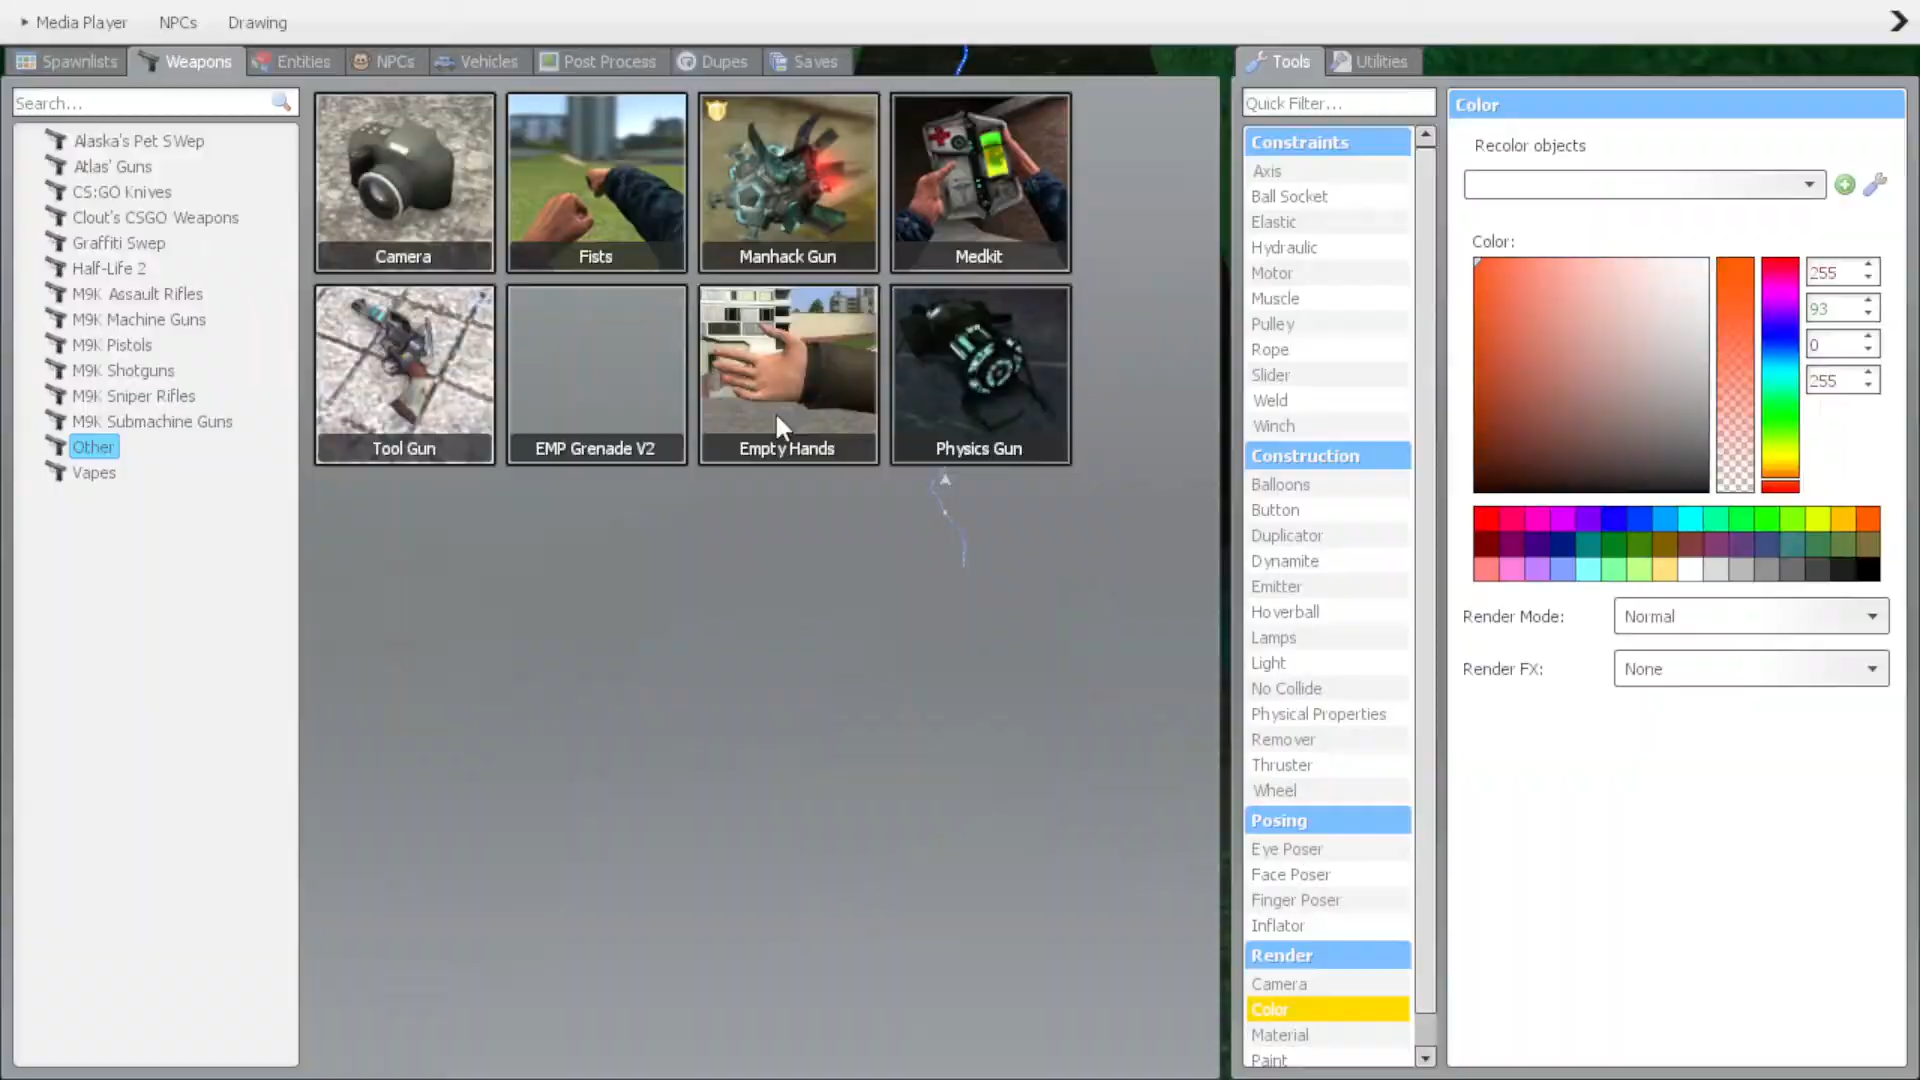 Media Player NPCs Drawing
Spawnlists Weapons Entities NPCs Vehicles Post Process Dupes Saves
Search...
Alaska's Pet SWep
Atlas' Guns
CS:GO Knives
Clout's CSGO Weapons
Graffiti Swep
Half-Life 2
M9K Assault Rifles
M9K Machine Guns
M9K Pistols
M9K Shotguns
M9K Sniper Rifles
M9K Submachine Guns
Other
Vapes
Camera Fists Manhack Gun Medkit
Tool Gun EMP Grenade V2 Empty Hands Physics Gun
Tools Utilities
Quick Filter...
Constraints
Axis
Ball Socket
Elastic
Hydraulic
Motor
Muscle
Pulley
Rope
Slider
Weld
Winch
Construction
Balloons
Button
Duplicator
Dynamite
Emitter
Hoverball
Lamps
Light
No Collide
Physical Properties
Remover
Thruster
Wheel
Posing
Eye Poser
Face Poser
Finger Poser
Inflator
Render
Camera
Color
Material
Paint
Color
Recolor objects
Color:
255
93
0
255
Render Mode: Normal
Render FX: None